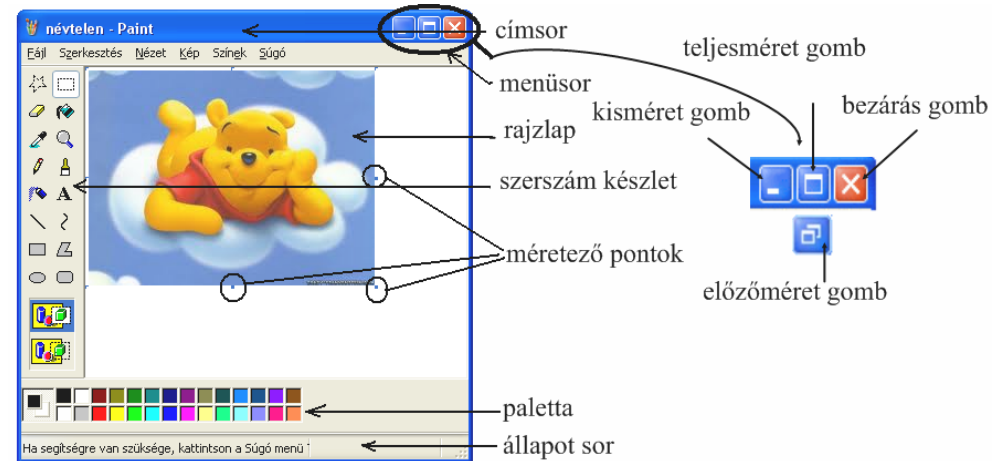 névtelen - Paint
Fájl Szerkesztés Nézet Kép Színek Súgó
címsor
menüsor
rajzlap
szerszám készlet
A
méretező pontok
paletta
állapot sor
Ha segítségre van szüksége, kattintson a Súgó menü
teljesméret gomb
kisméret gomb
bezárás gomb
előzőméret gomb